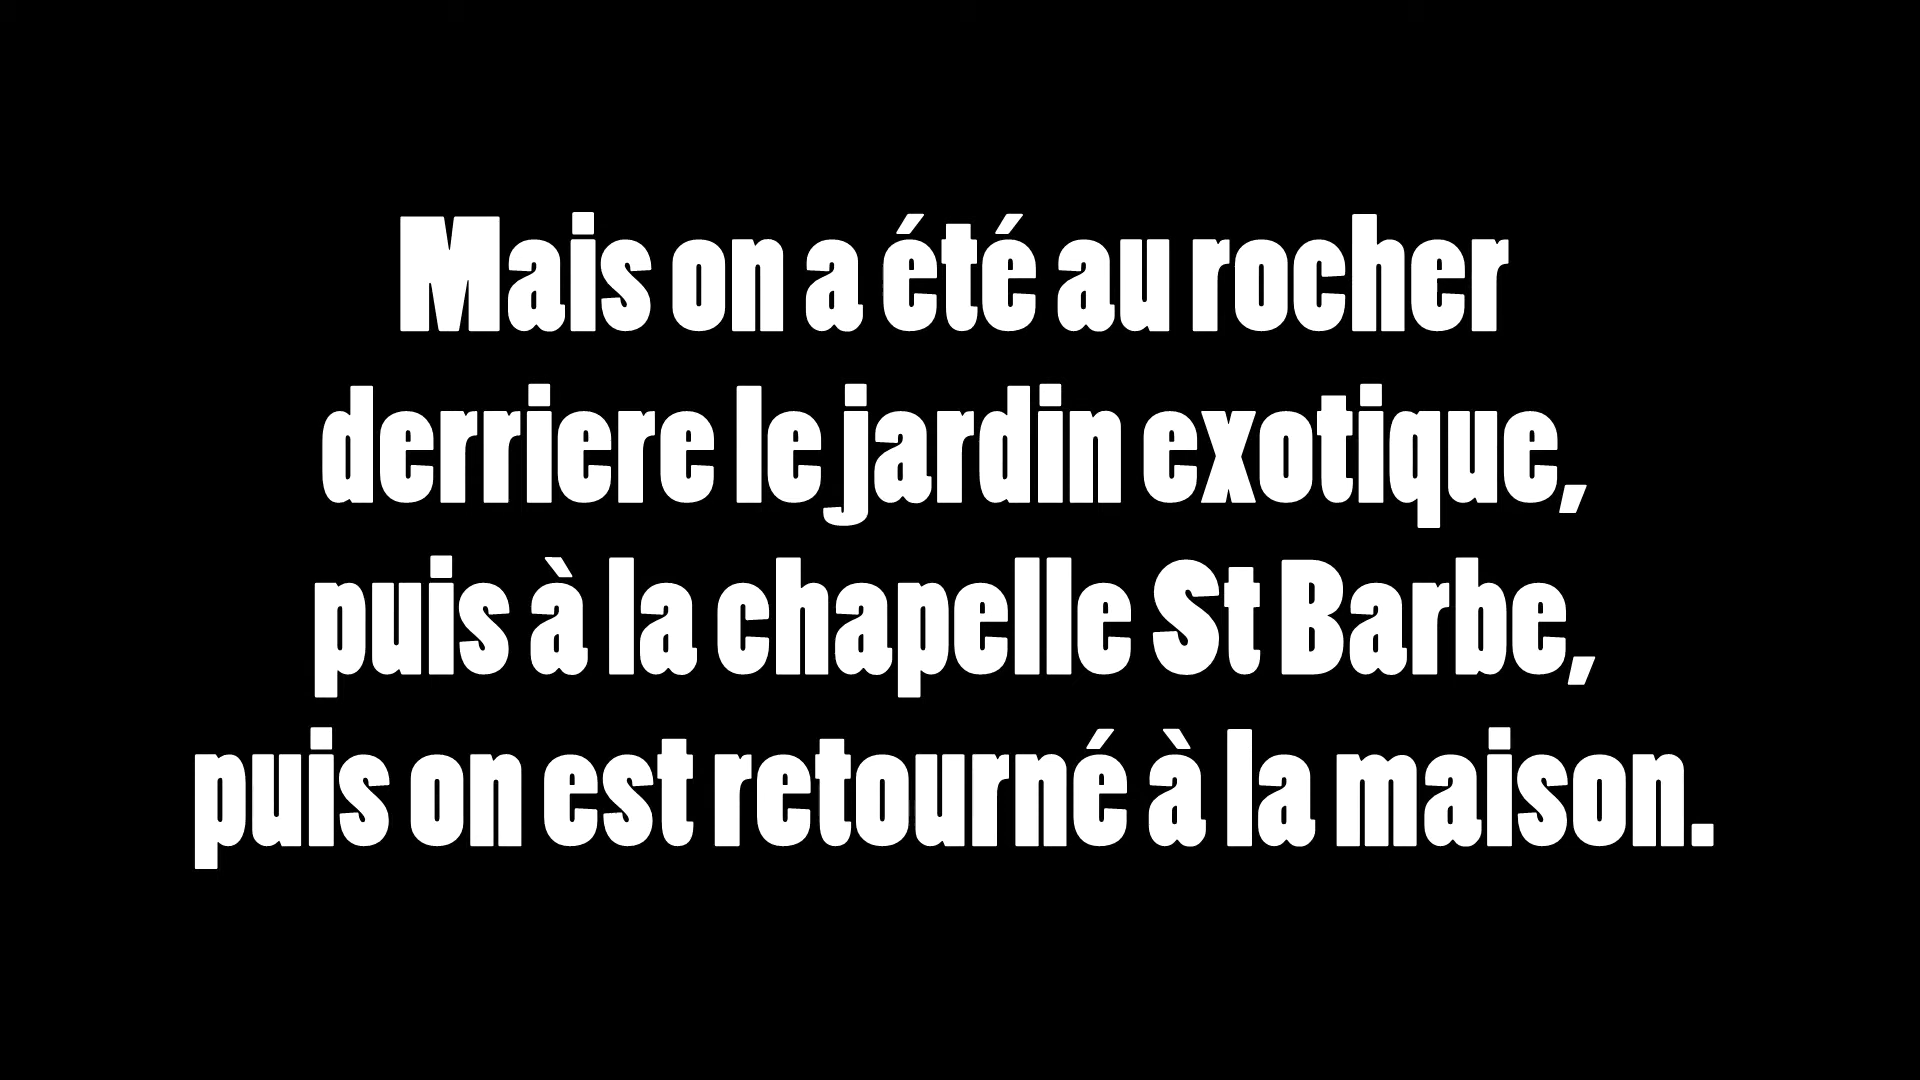 Mais on a été au rocher
derriere le jardin exotique,
puis à la chapelle St Barbe,
puis on est retourné à la maison.